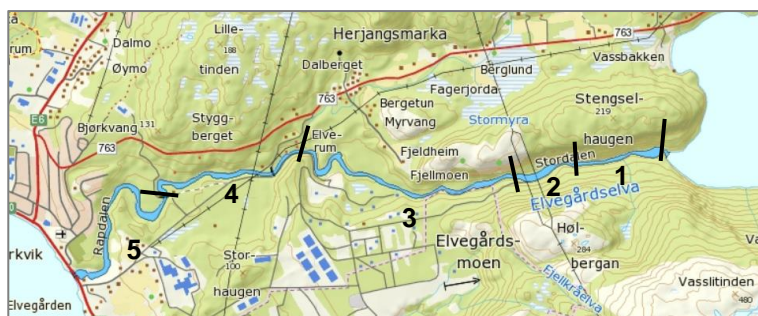 Herjangsmarka
Lille-
tinden
188
Dalmo
Øymo
rum
763
Dalberget
Berglund
Vassbakken
Fagerjorda
Stengsel-
219
haugen
763
Bergetun
Myrvang
Stormyra
Stygg-
berget
E6
Bjørkvang
131
763
Elve-
rum
Fjeldheim
Fjellmoen
Stordalen
1
2
3
4
5
Elvegårdselva
Rapdalen
Elvegårds-
moen
Høl-
284
bergan
Stor-
100
haugen
rkvik
Fjellkråelva
Vasslitinden
480
Elvegården